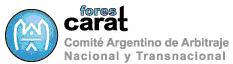 fores
carat
Comité Argentino de Arbitraje
Nacional y Transnacional